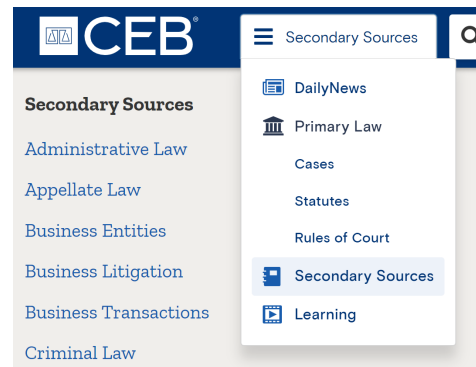 CEB®
Secondary Sources
DailyNews
Primary Law
Cases
Statutes
Rules of Court
Secondary Sources
Learning
Secondary Sources
Administrative Law
Appellate Law
Business Entities
Business Litigation
Business Transactions
Criminal Law